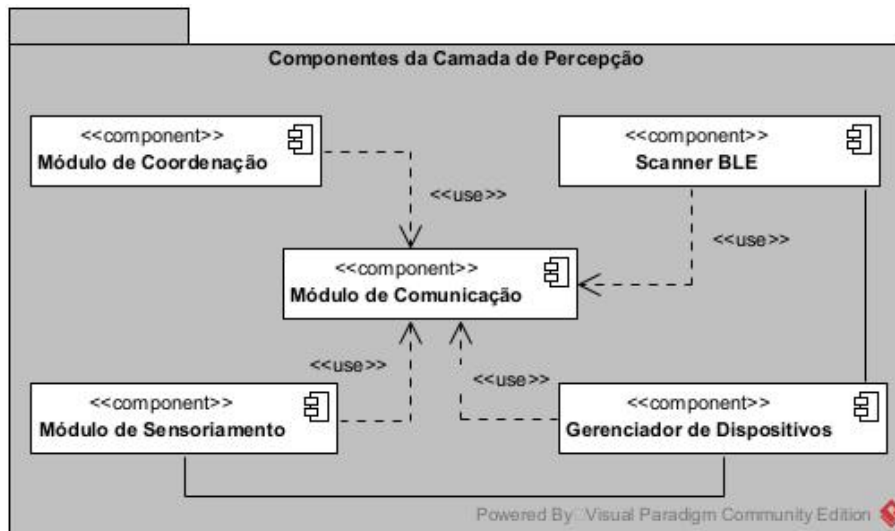 Componentes da Camada de Percepção
<<component>>
Módulo de Coordenação
<<component>>
Scanner BLE
<<use>>
<<use>>
<<component>>
Módulo de Comunicação
<<use>>
<<use>>
<<component>>
Módulo de Sensoriamento
<<component>>
Gerenciador de Dispositivos
Powered By Visual Paradigm Community Edition